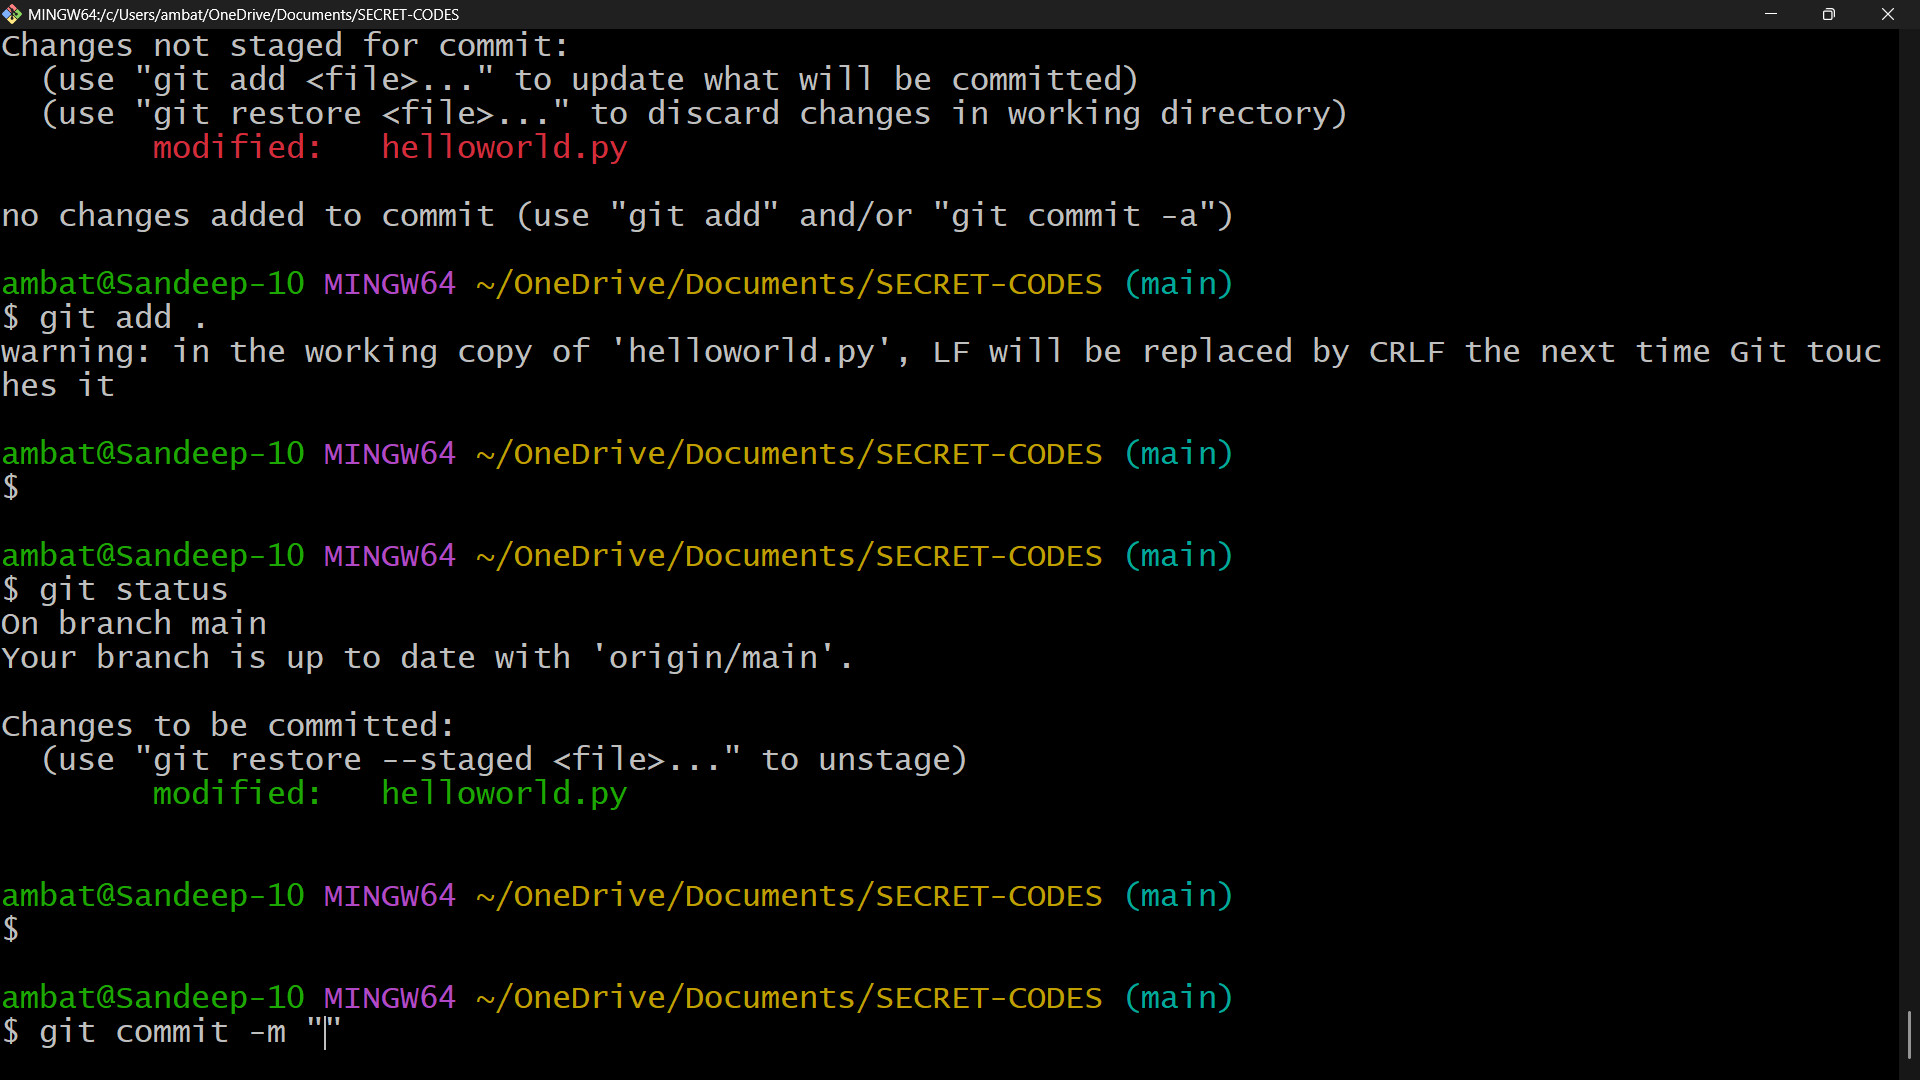 MINGW64:/c/Users/ambat/OneDrive/Documents/SECRET-CODES
Changes not staged for commit:
  (use "git add <file>..." to update what will be committed)
  (use "git restore <file>..." to discard changes in working directory)
        modified:   helloworld.py
no changes added to commit (use "git add" and/or "git commit -a")
ambat@Sandeep-10 MINGW64 ~/OneDrive/Documents/SECRET-CODES (main)
$ git add .
warning: in the working copy of 'helloworld.py', LF will be replaced by CRLF the next time Git touc
hes it
ambat@Sandeep-10 MINGW64 ~/OneDrive/Documents/SECRET-CODES (main)
$
ambat@Sandeep-10 MINGW64 ~/OneDrive/Documents/SECRET-CODES (main)
$ git status
On branch main
Your branch is up to date with 'origin/main'.
Changes to be committed:
  (use "git restore --staged <file>..." to unstage)
        modified:   helloworld.py
ambat@Sandeep-10 MINGW64 ~/OneDrive/Documents/SECRET-CODES (main)
$
ambat@Sandeep-10 MINGW64 ~/OneDrive/Documents/SECRET-CODES (main)
$ git commit -m ""